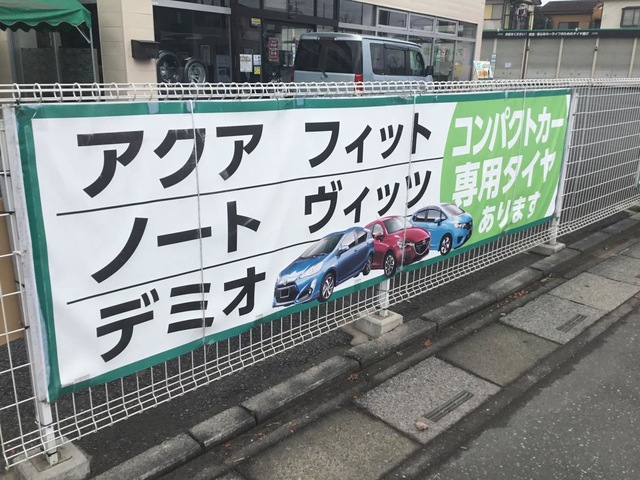 アクア フィット
ノート ヴィッツ
デミオ
コンパクトカー
専用タイヤ
あります